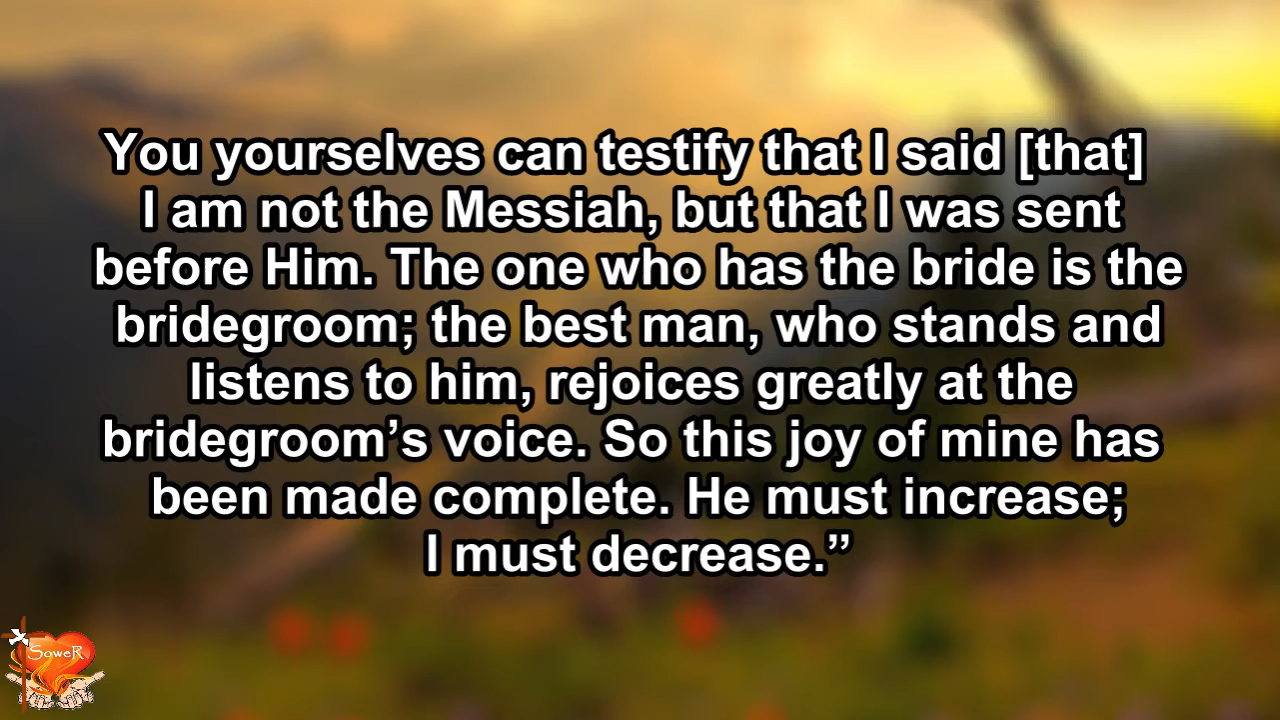 You yourselves can testify that I said [that]
I am not the Messiah, but that I was sent
before Him. The one who has the bride is the
bridegroom; the best man, who stands and
listens to him, rejoices greatly at the
bridegroom’s voice. So this joy of mine has
been made complete. He must increase;
I must decrease.”
SoweR